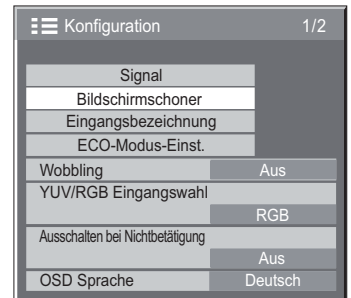 Konfiguration 1/2
Signal
Bildschirmschoner
Eingangsbezeichnung
ECO-Modus-Einst.
Wobbling Aus
YUV/RGB Eingangswahl
RGB
Ausschalten bei Nichtbetätigung
Aus
OSD Sprache Deutsch